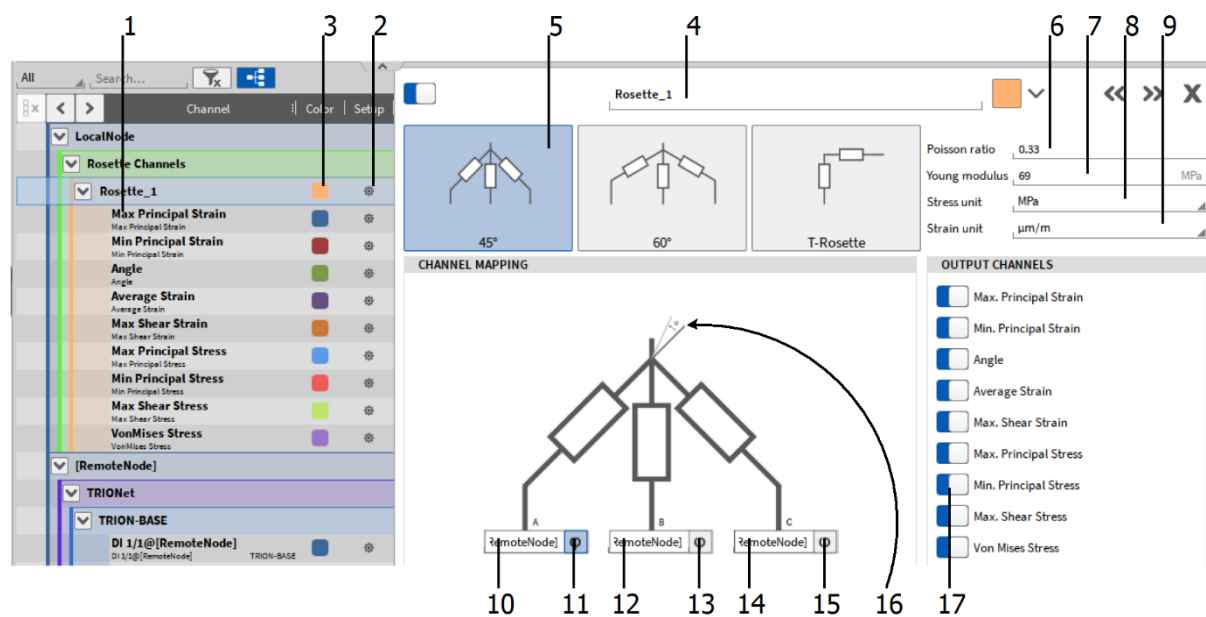 1 3 2 5 4 6 7 8 9
All Search...
Channel Color Setup
LocalNode
Rosette Channels
Rosette_1
Max Principal Strain
Max Principal Strain
Min Principal Strain
Min Principal Strain
Angle
Angle
Average Strain
Average Strain
Max Shear Strain
Max Shear Strain
Max Principal Stress
Max Principal Stress
Min Principal Stress
Min Principal Stress
Max Shear Stress
Max Shear Stress
VonMises Stress
VonMises Stress
[RemoteNode]
TRIONet
TRION-BASE
DI 1/1@[RemoteNode]
DI 1/1@[RemoteNode] TRION-BASE
Rosette_1
X
45°
60°
T-Rosette
Poisson ratio 0.33
Young modulus 69 MPa
Stress unit MPa
Strain unit µm/m
CHANNEL MAPPING
φ
A B C
RemoteNode] φ RemoteNode] φ RemoteNode] φ
OUTPUT CHANNELS
Max. Principal Strain
Min. Principal Strain
Angle
Average Strain
Max. Shear Strain
Max. Principal Stress
Min. Principal Stress
Max. Shear Stress
Von Mises Stress
10 11 12 13 14 15 16 17